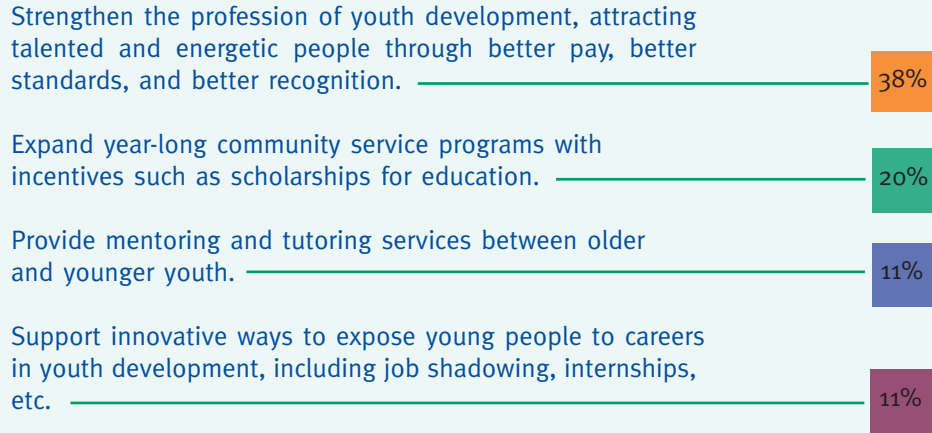 Strengthen the profession of youth development, attracting
talented and energetic people through better pay, better
standards, and better recognition. 38%
Expand year-long community service programs with
incentives such as scholarships for education. 20%
Provide mentoring and tutoring services between older
and younger youth. 11%
Support innovative ways to expose young people to careers
in youth development, including job shadowing, internships,
etc. 11%